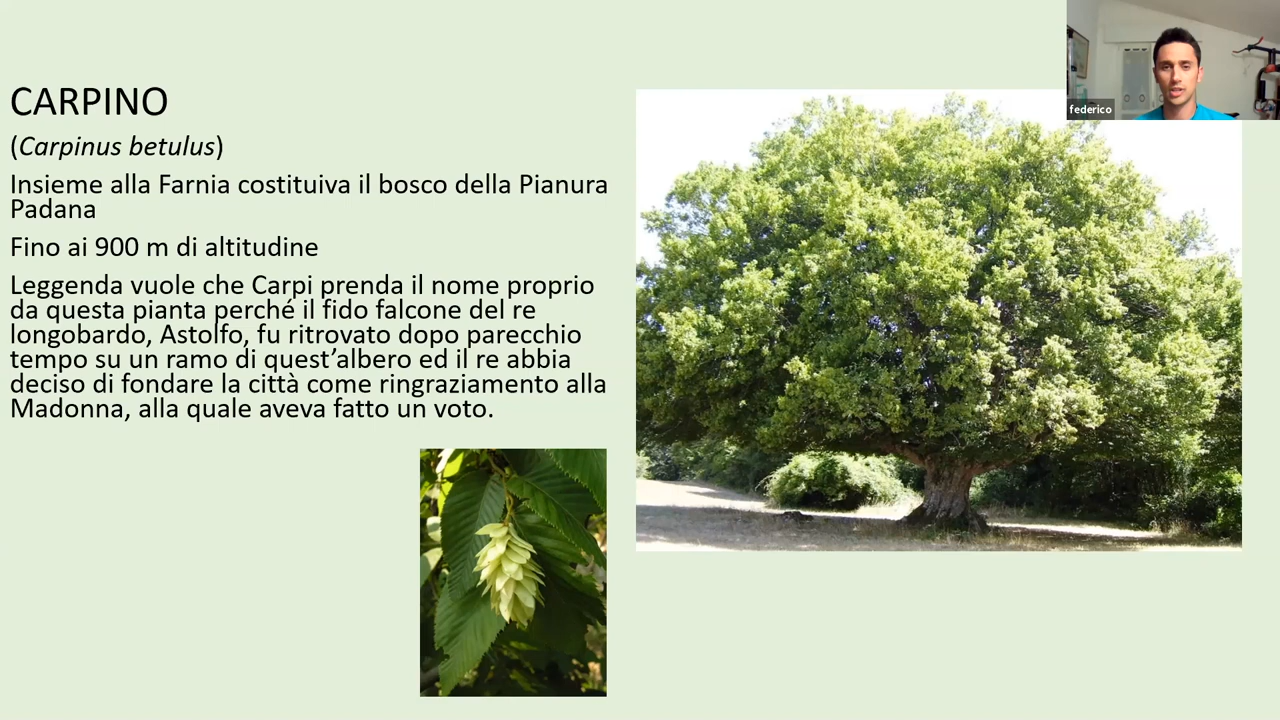 CARPINO
(Carpinus betulus)
Insieme alla Farnia costituiva il bosco della Pianura
Padana
Fino ai 900 m di altitudine
Leggenda vuole che Carpi prenda il nome proprio
da questa pianta perché il fido falcone del re
longobardo, Astolfo, fu ritrovato dopo parecchio
tempo su un ramo di quest’albero ed il re abbia
deciso di fondare la città come ringraziamento alla
Madonna, alla quale aveva fatto un voto.
federico